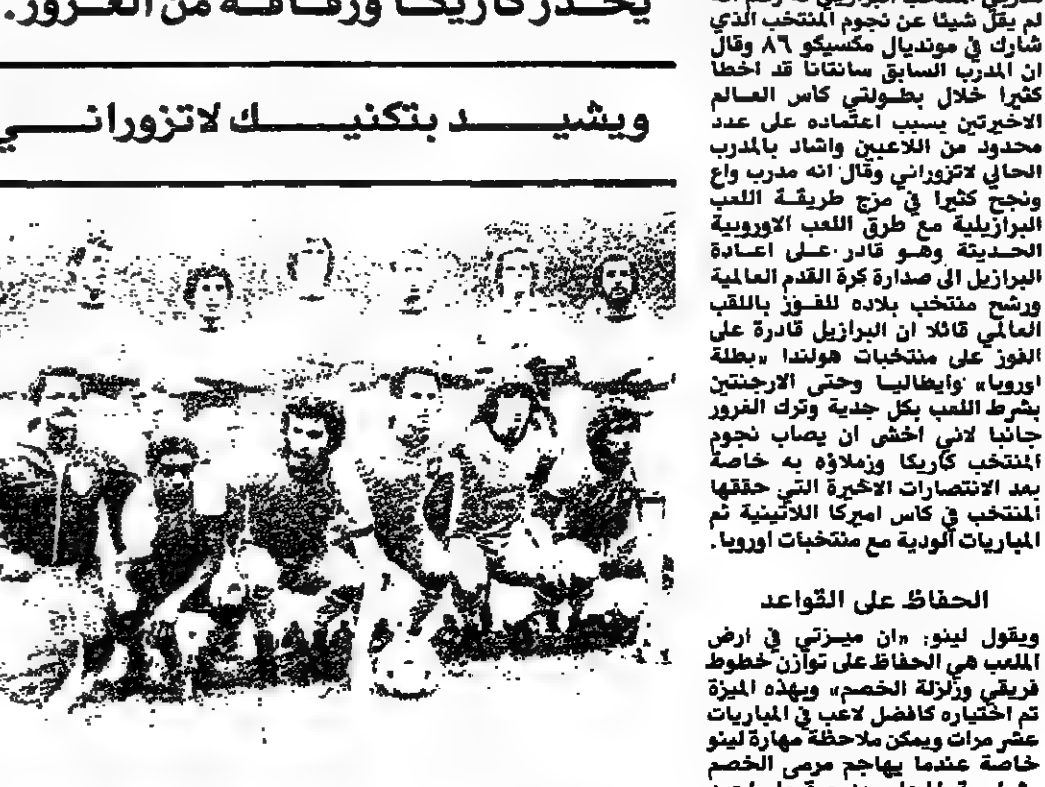 يحذر كاريكا ورفاقه من الغرور.
ويشيد بتكنيك لاتزوراني
لم يقل شيئا عن نجوم المنتخب الذي
شارك في مونديال مكسيكو ٨٦ وقال
ان المدرب السابق سانتانا قد اخطا
كثيرا خلال بطولتي كاس العالم
الاخيرتين بسبب اعتماده على عدد
محدود من اللاعبين واشاد بالمدرب
الحالي لاتزوراني وقال انه مدرب واع
ونجح كثيرا في مزج طريقة اللعب
البرازيلية مع طرق اللعب الاوروبية
الحديثة وهو قادر على اعادة
البرازيل الى صدارة كرة القدم العالمية
ورشح منتخب بلاده للفوز باللقب
العالمي قائلا ان البرازيل قادرة على
الفوز على منتخبات هولندا «بطلة
اوروبا» وايطاليا وحتى الارجنتين
بشرط اللعب بكل جدية وترك الغرور
جانبا لاني اخشى ان يصاب نجوم
المنتخب كاريكا وزملاؤه به خاصة
بعد الانتصارات الاخيرة التي حققها
المنتخب في كاس اميركا اللاتينية ثم
المباريات الودية مع منتخبات اوروبا.
الحفاظ على القواعد
ويقول لينو: «ان ميزتي في ارض
الملعب هي الحفاظ على توازن خطوط
فريقي وزلزلة الخصم» وبهذه الميزة
تم اختياره كافضل لاعب في المباريات
عشر مرات ويمكن ملاحظة مهارة لينو
خاصة عندما يهاجم مرمى الخصم